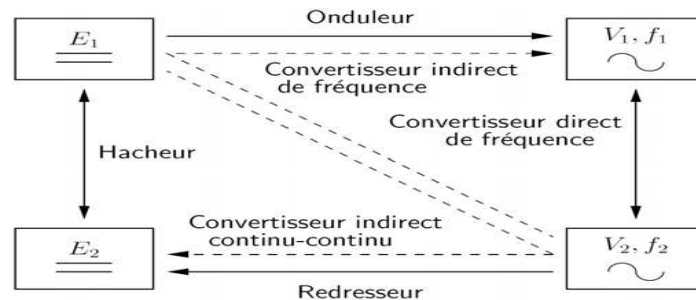 Onduleur
E₁
V₁, f₁
Convertisseur indirect
de fréquence
Convertisseur direct
de fréquence
Hacheur
Convertisseur indirect
continu-continu
E₂
V₂, f₂
Redresseur